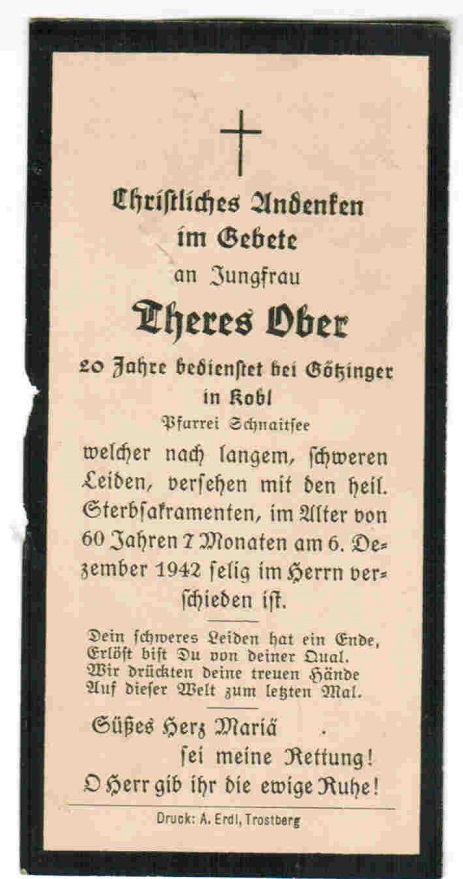 Christliches Andenken
im Gebete
an Jungfrau
Theres Ober
20 Jahre bedienstet bei Götzinger
in Kobl
Pfarrei Schnaitsee
welcher nach langem, schweren
Leiden, versehen mit den heil.
Sterbsakramenten, im Alter von
60 Jahren 7 Monaten am 6. De-
zember 1942 selig im Herrn ver-
schieden ist.
Dein schweres Leiden hat ein Ende,
Erlöst bist Du von deiner Qual.
Wir drückten deine treuen Hände
Auf dieser Welt zum letzten Mal.
Süßes Herz Mariä
sei meine Rettung!
O Herr gib ihr die ewige Ruhe!
Druck: A. Erdl, Trostberg